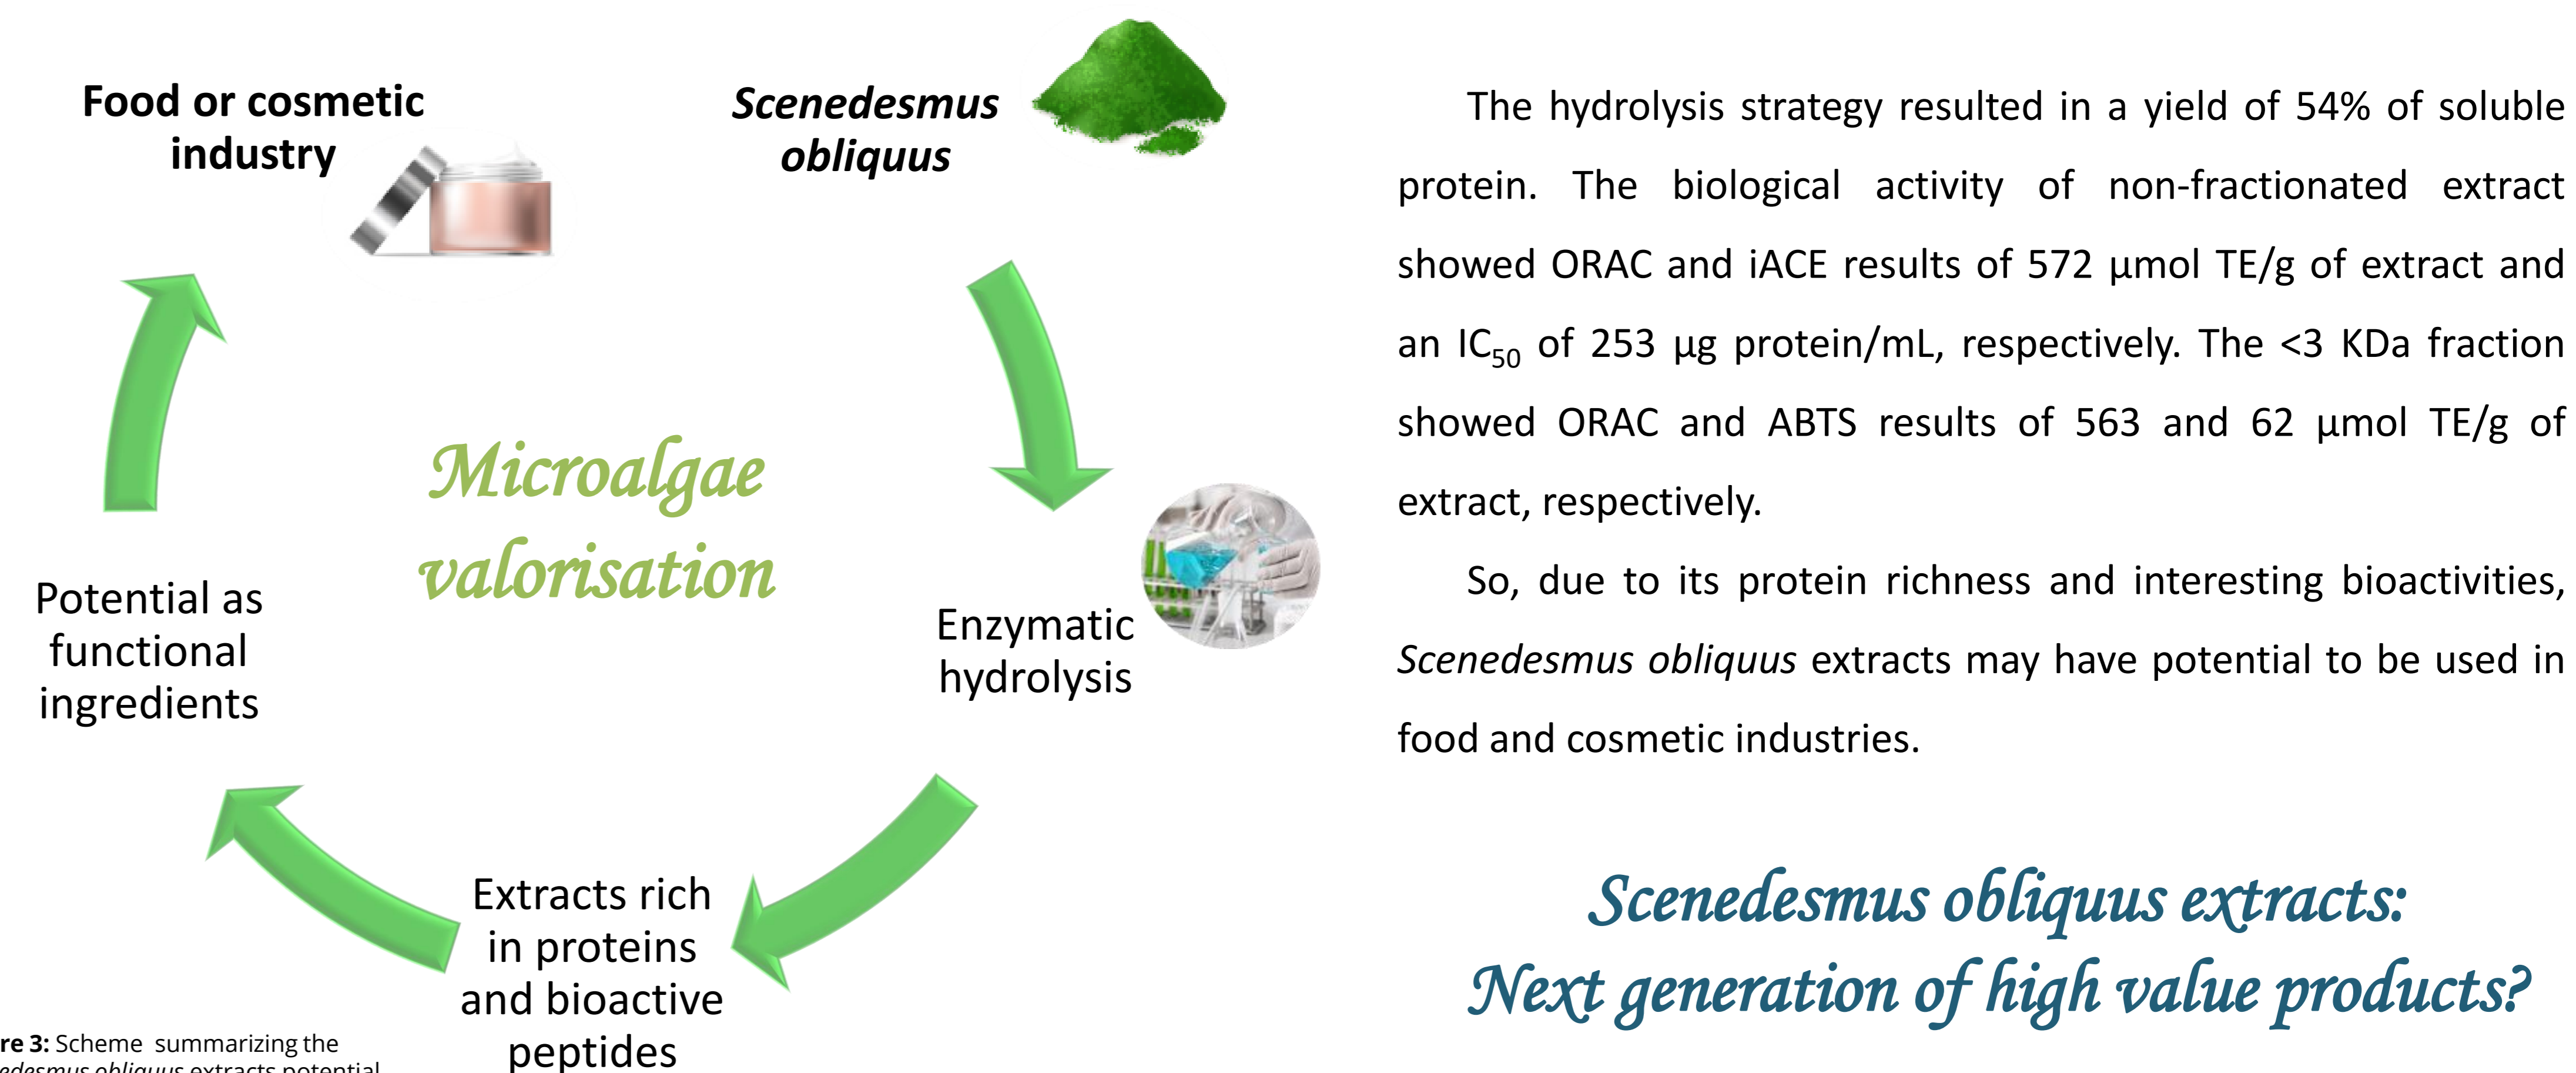 Food or cosmetic
industry
Scenedesmus
obliquus
Microalgae
valorisation
Enzymatic
hydrolysis
Extracts rich
in proteins
and bioactive
peptides
Potential as
functional
ingredients
re 3: Scheme summarizing the
edesmus obliquus extracts potential
The hydrolysis strategy resulted in a yield of 54% of soluble
protein. The biological activity of non-fractionated extract
showed ORAC and iACE results of 572 µmol TE/g of extract and
an IC50 of 253 µg protein/mL, respectively. The <3 KDa fraction
showed ORAC and ABTS results of 563 and 62 µmol TE/g of
extract, respectively.
So, due to its protein richness and interesting bioactivities,
Scenedesmus obliquus extracts may have potential to be used in
food and cosmetic industries.
Scenedesmus obliquus extracts:
Next generation of high value products?